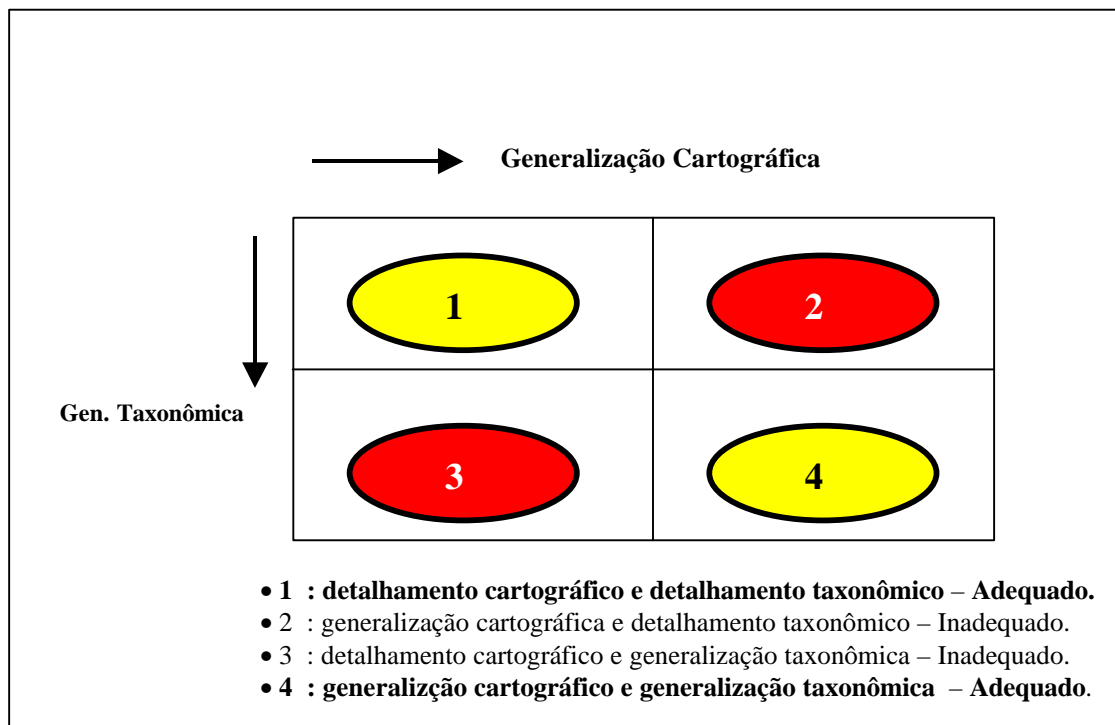 Generalização Cartográfica
1
2
Gen. Taxonômica
3
4
• 1 : detalhamento cartográfico e detalhamento taxonômico – Adequado.
• 2 : generalização cartográfica e detalhamento taxonômico – Inadequado.
• 3 : detalhamento cartográfico e generalização taxonômica – Inadequado.
• 4 : generalizção cartográfico e generalização taxonômica – Adequado.